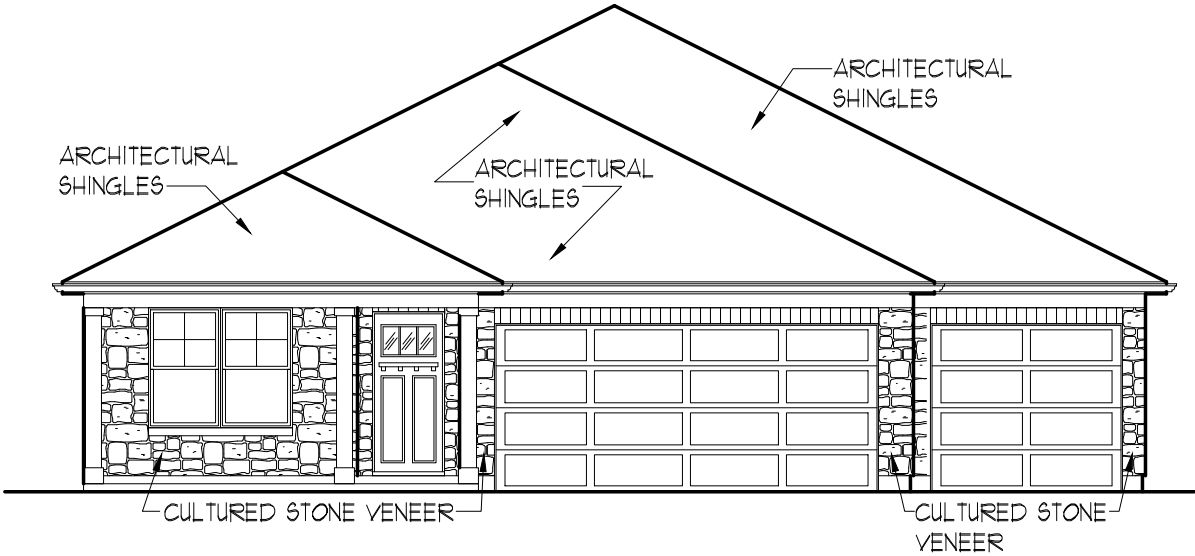 ARCHITECTURAL
SHINGLES
ARCHITECTURAL
SHINGLES
ARCHITECTURAL
SHINGLES
CULTURED STONE VENEER
CULTURED STONE
VENEER